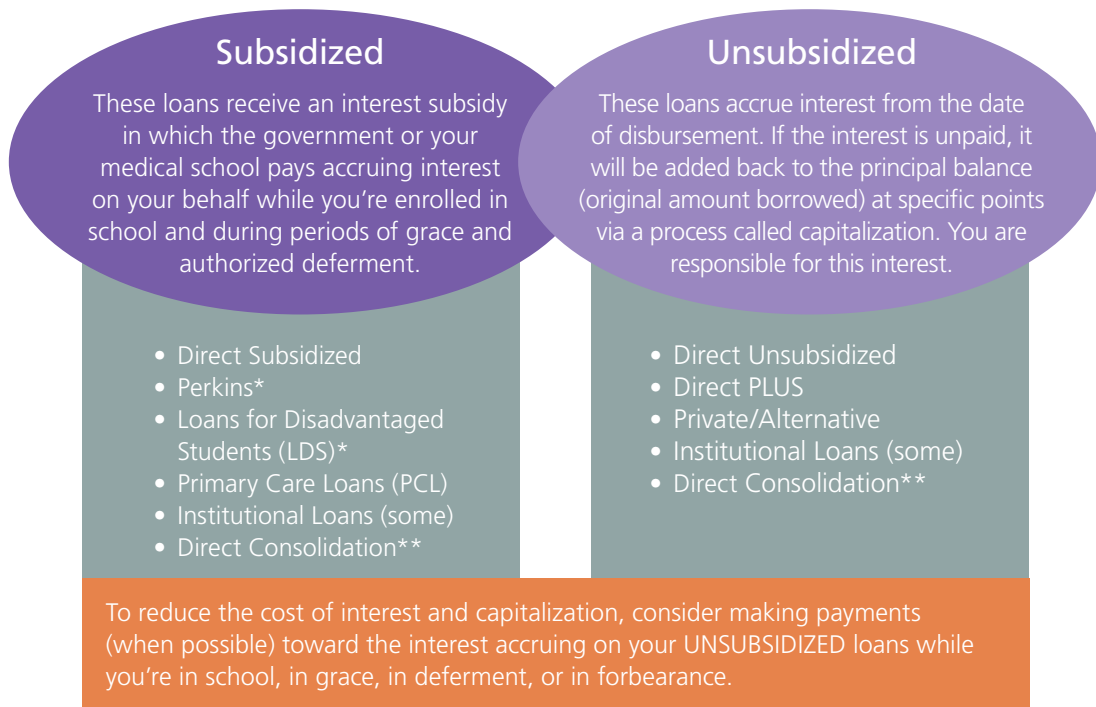 Subsidized
These loans receive an interest subsidy
in which the government or your
medical school pays accruing interest
on your behalf while you're enrolled in
school and during periods of grace and
authorized deferment.
• Direct Subsidized
• Perkins*
• Loans for Disadvantaged
Students (LDS)*
• Primary Care Loans (PCL)
• Institutional Loans (some)
• Direct Consolidation**
Unsubsidized
These loans accrue interest from the date
of disbursement. If the interest is unpaid, it
will be added back to the principal balance
(original amount borrowed) at specific points
via a process called capitalization. You are
responsible for this interest.
• Direct Unsubsidized
• Direct PLUS
• Private/Alternative
• Institutional Loans (some)
• Direct Consolidation**
To reduce the cost of interest and capitalization, consider making payments
(when possible) toward the interest accruing on your UNSUBSIDIZED loans while
you're in school, in grace, in deferment, or in forbearance.